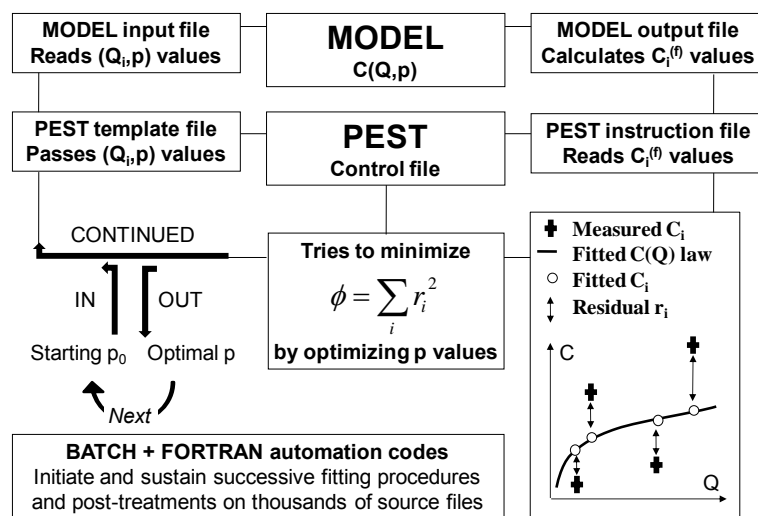 MODEL input file
Reads (Qᵢ,p) values
MODEL
C(Q,p)
MODEL output file
Calculates Cᵢ⁽ᶠ⁾ values
PEST template file
Passes (Qᵢ,p) values
PEST
Control file
PEST instruction file
Reads Cᵢ⁽ᶠ⁾ values
CONTINUED
IN
OUT
Starting p₀
Optimal p
Next
Tries to minimize
ϕ = ∑ᵢ rᵢ²
by optimizing p values
Measured Cᵢ
Fitted C(Q) law
Fitted Cᵢ
Residual rᵢ
C
Q
BATCH + FORTRAN automation codes
Initiate and sustain successive fitting procedures
and post-treatments on thousands of source files